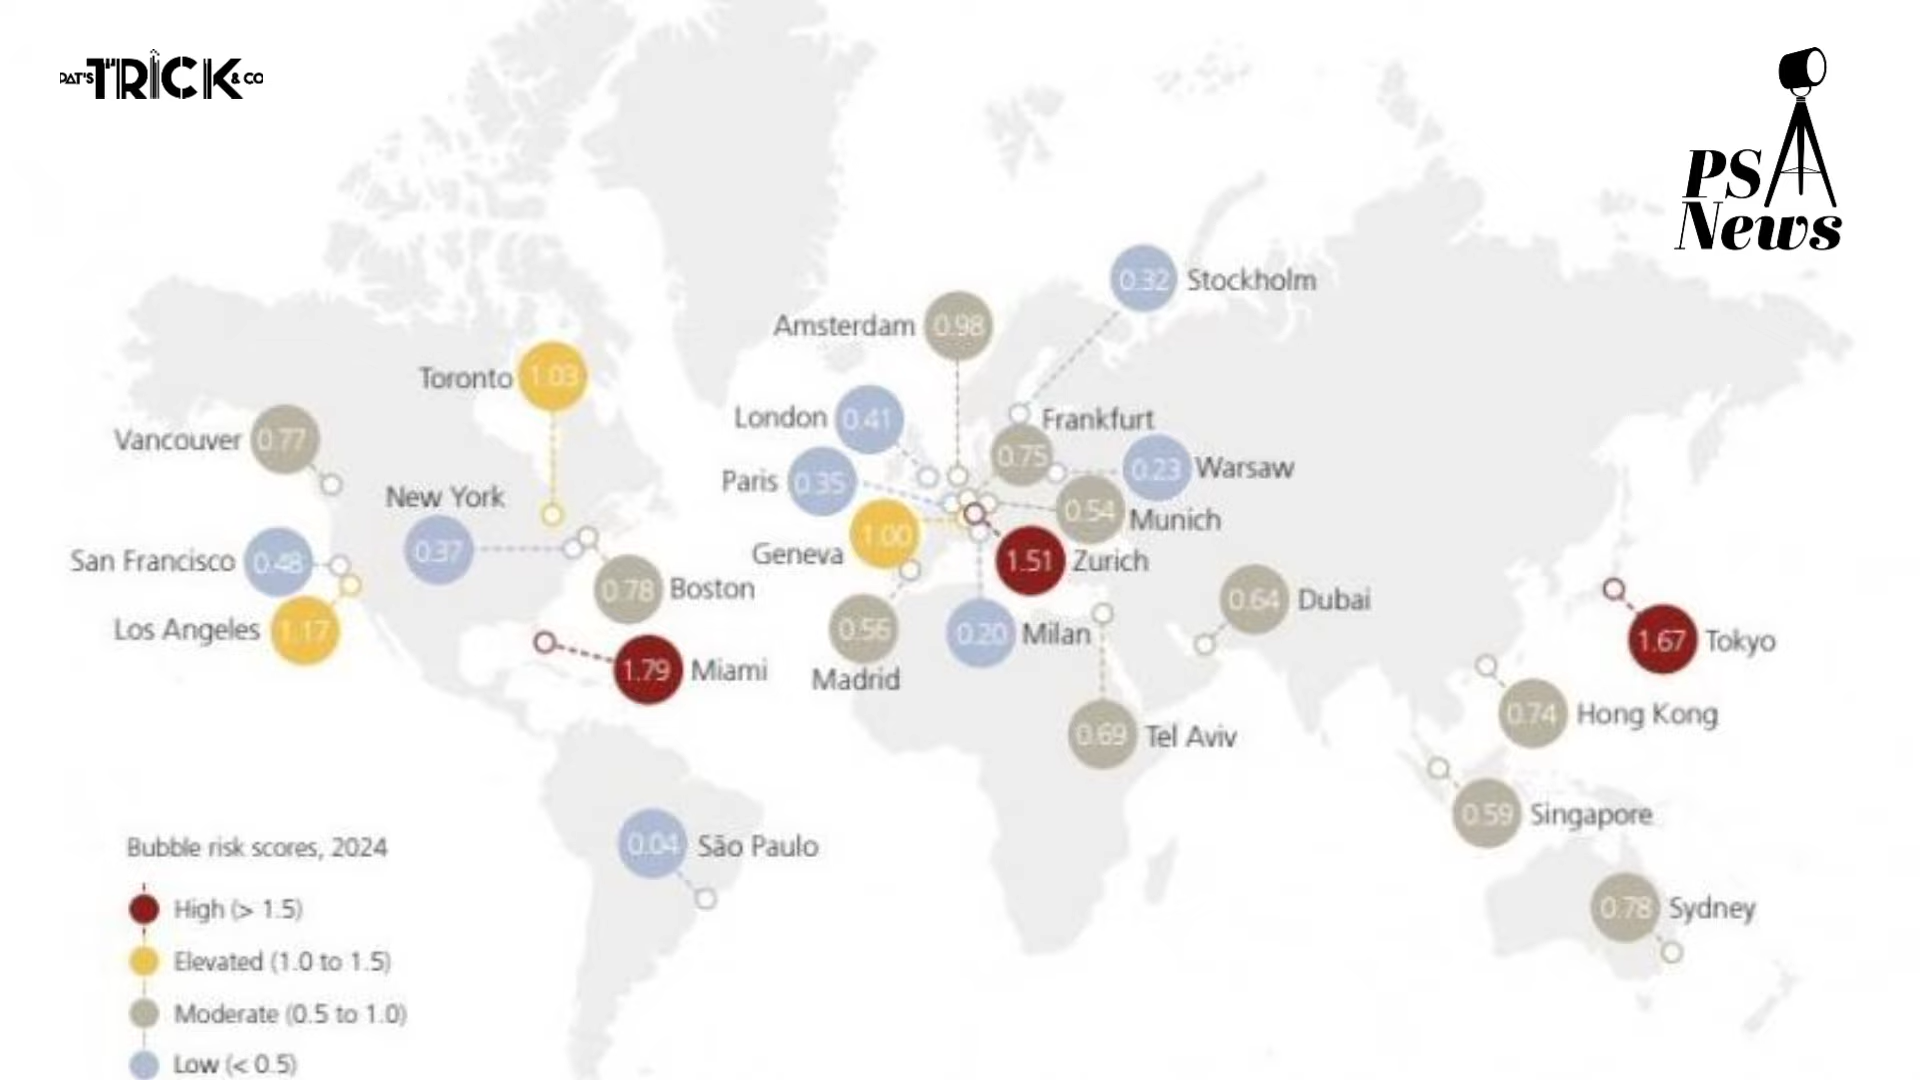 PAT'S TRICK & CO
PSA
News
0.32 Stockholm
Amsterdam 0.98
Toronto 1.03
London 0.41
Frankfurt
0.75
Vancouver 0.77
Paris 0.35
0.23 Warsaw
New York
0.37
0.54 Munich
1.00
Geneva
San Francisco 0.48
1.51 Zurich
0.78 Boston
0.64 Dubai
Los Angeles 1.17
0.56
Madrid
0.20 Milan
1.67 Tokyo
1.79 Miami
0.74 Hong Kong
0.69 Tel Aviv
0.59 Singapore
0.04 São Paulo
0.78 Sydney
Bubble risk scores, 2024
High (> 1.5)
Elevated (1.0 to 1.5)
Moderate (0.5 to 1.0)
Low (< 0.5)